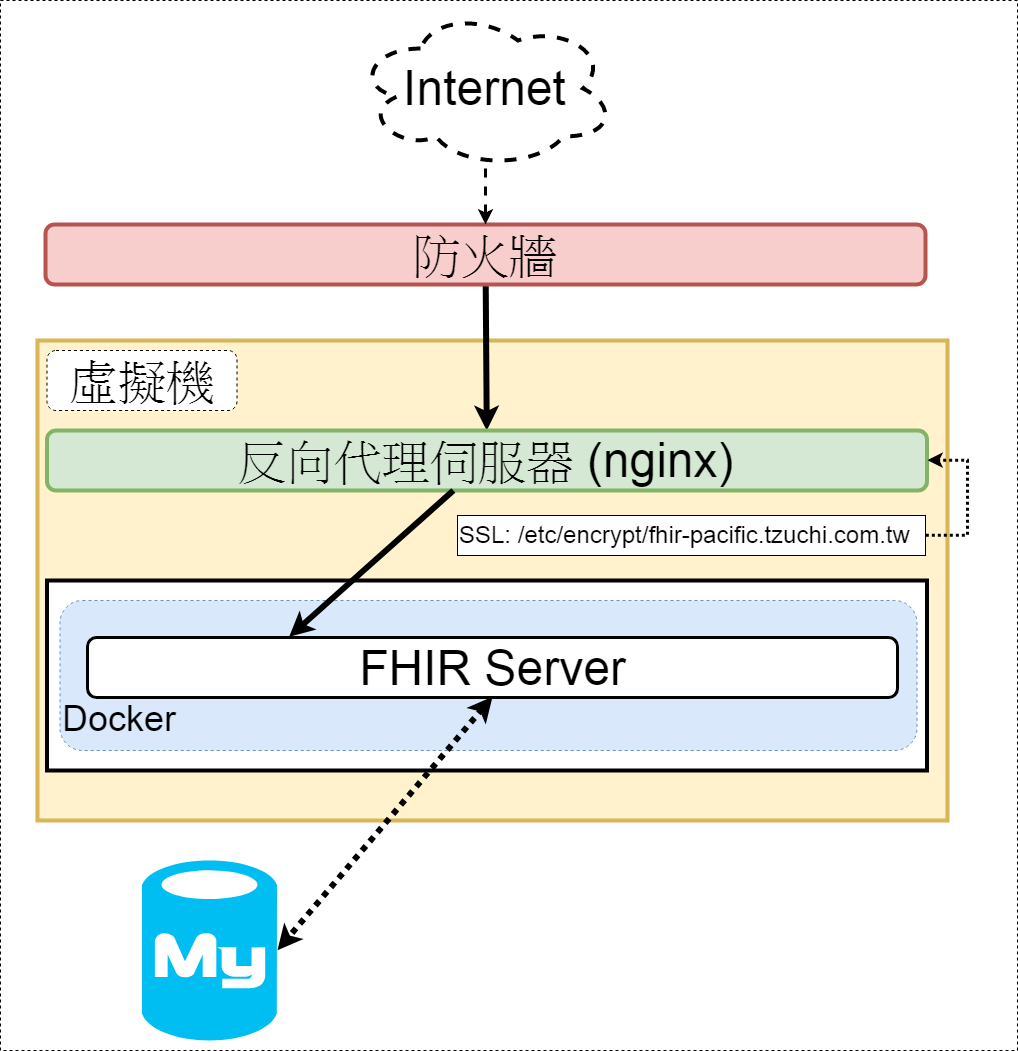 Internet
防火牆
虛擬機
反向代理伺服器 (nginx)
SSL: /etc/encrypt/fhir-pacific.tzuchi.com.tw
FHIR Server
Docker
My